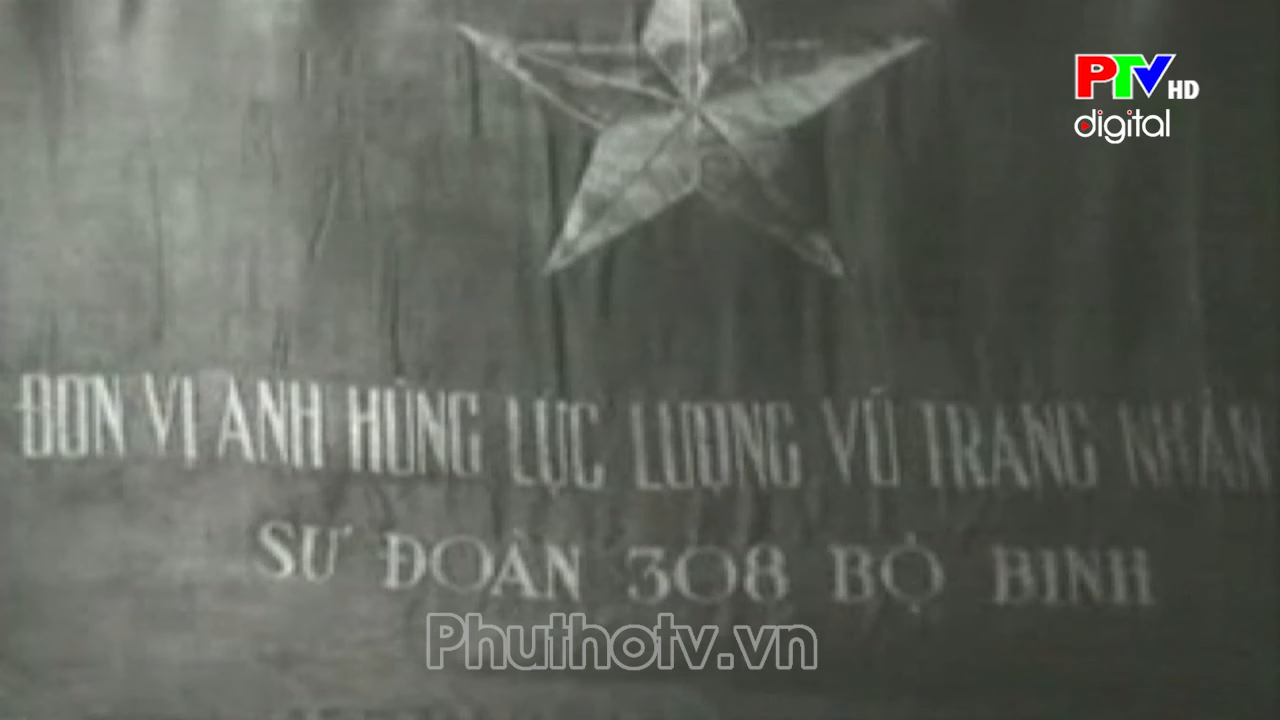 PTV HD
digital
ĐƠN VỊ ANH HÙNG LỰC LƯỢNG VŨ TRANG NHÂN
SƯ ĐOÀN 308 BỘ BINH
Phuthotv.vn